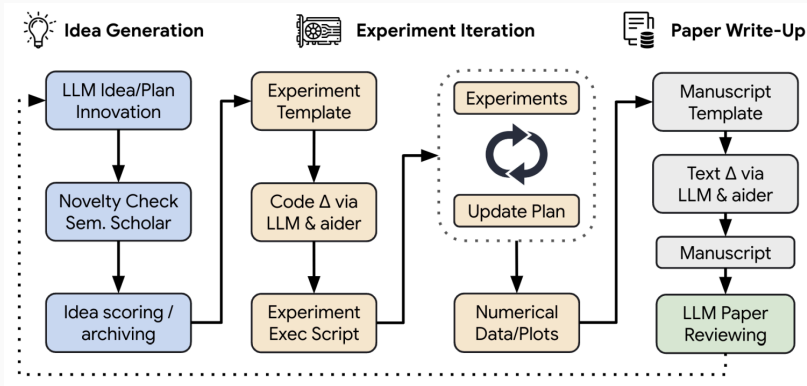 Idea Generation
Experiment Iteration
Paper Write-Up
LLM Idea/Plan
Innovation
Novelty Check
Sem. Scholar
Idea scoring /
archiving
Experiment
Template
Code Δ via
LLM & aider
Experiment
Exec Script
Experiments
Update Plan
Numerical
Data/Plots
Manuscript
Template
Text Δ via
LLM & aider
Manuscript
LLM Paper
Reviewing